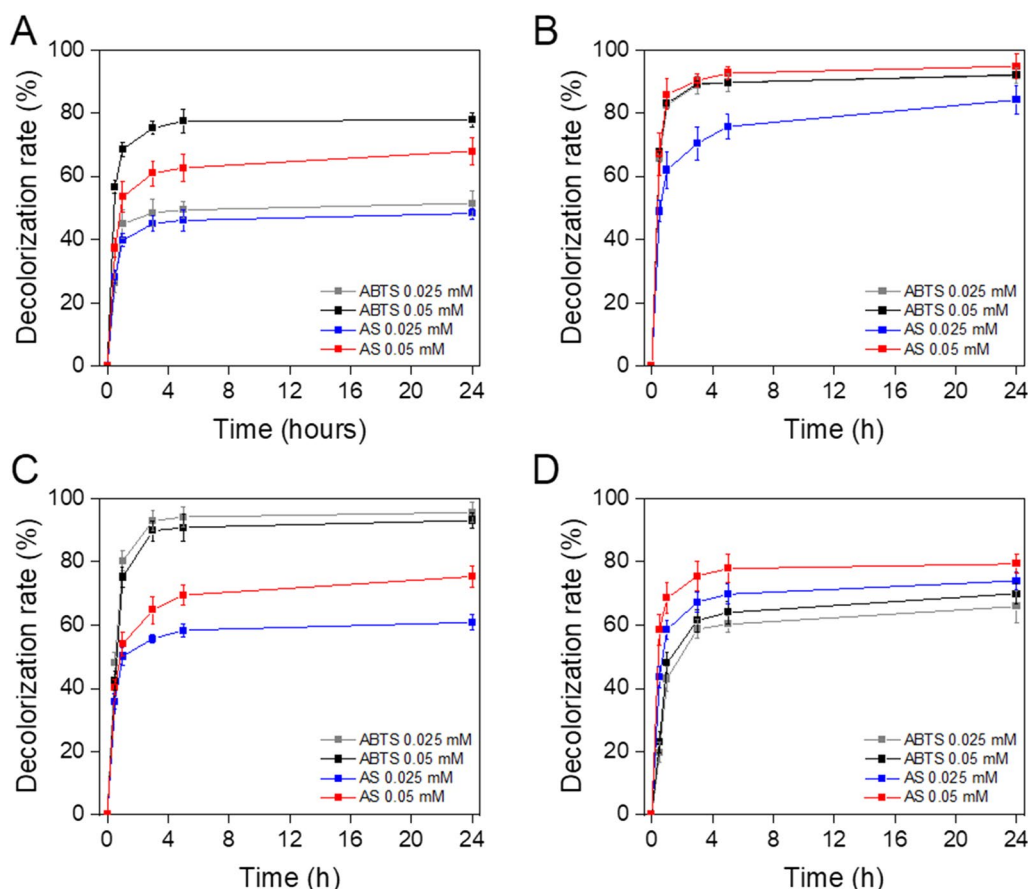 A
Decolorization rate (%)
100
80
60
40
20
0
ABTS 0.025 mM
ABTS 0.05 mM
AS 0.025 mM
AS 0.05 mM
0 4 8 12 16 20 24
Time (hours)
B
Decolorization rate (%)
100
80
60
40
20
0
ABTS 0.025 mM
ABTS 0.05 mM
AS 0.025 mM
AS 0.05 mM
0 4 8 12 16 20 24
Time (h)
C
Decolorization rate (%)
100
80
60
40
20
0
ABTS 0.025 mM
ABTS 0.05 mM
AS 0.025 mM
AS 0.05 mM
0 4 8 12 16 20 24
Time (h)
D
Decolorization rate (%)
100
80
60
40
20
0
ABTS 0.025 mM
ABTS 0.05 mM
AS 0.025 mM
AS 0.05 mM
0 4 8 12 16 20 24
Time (h)